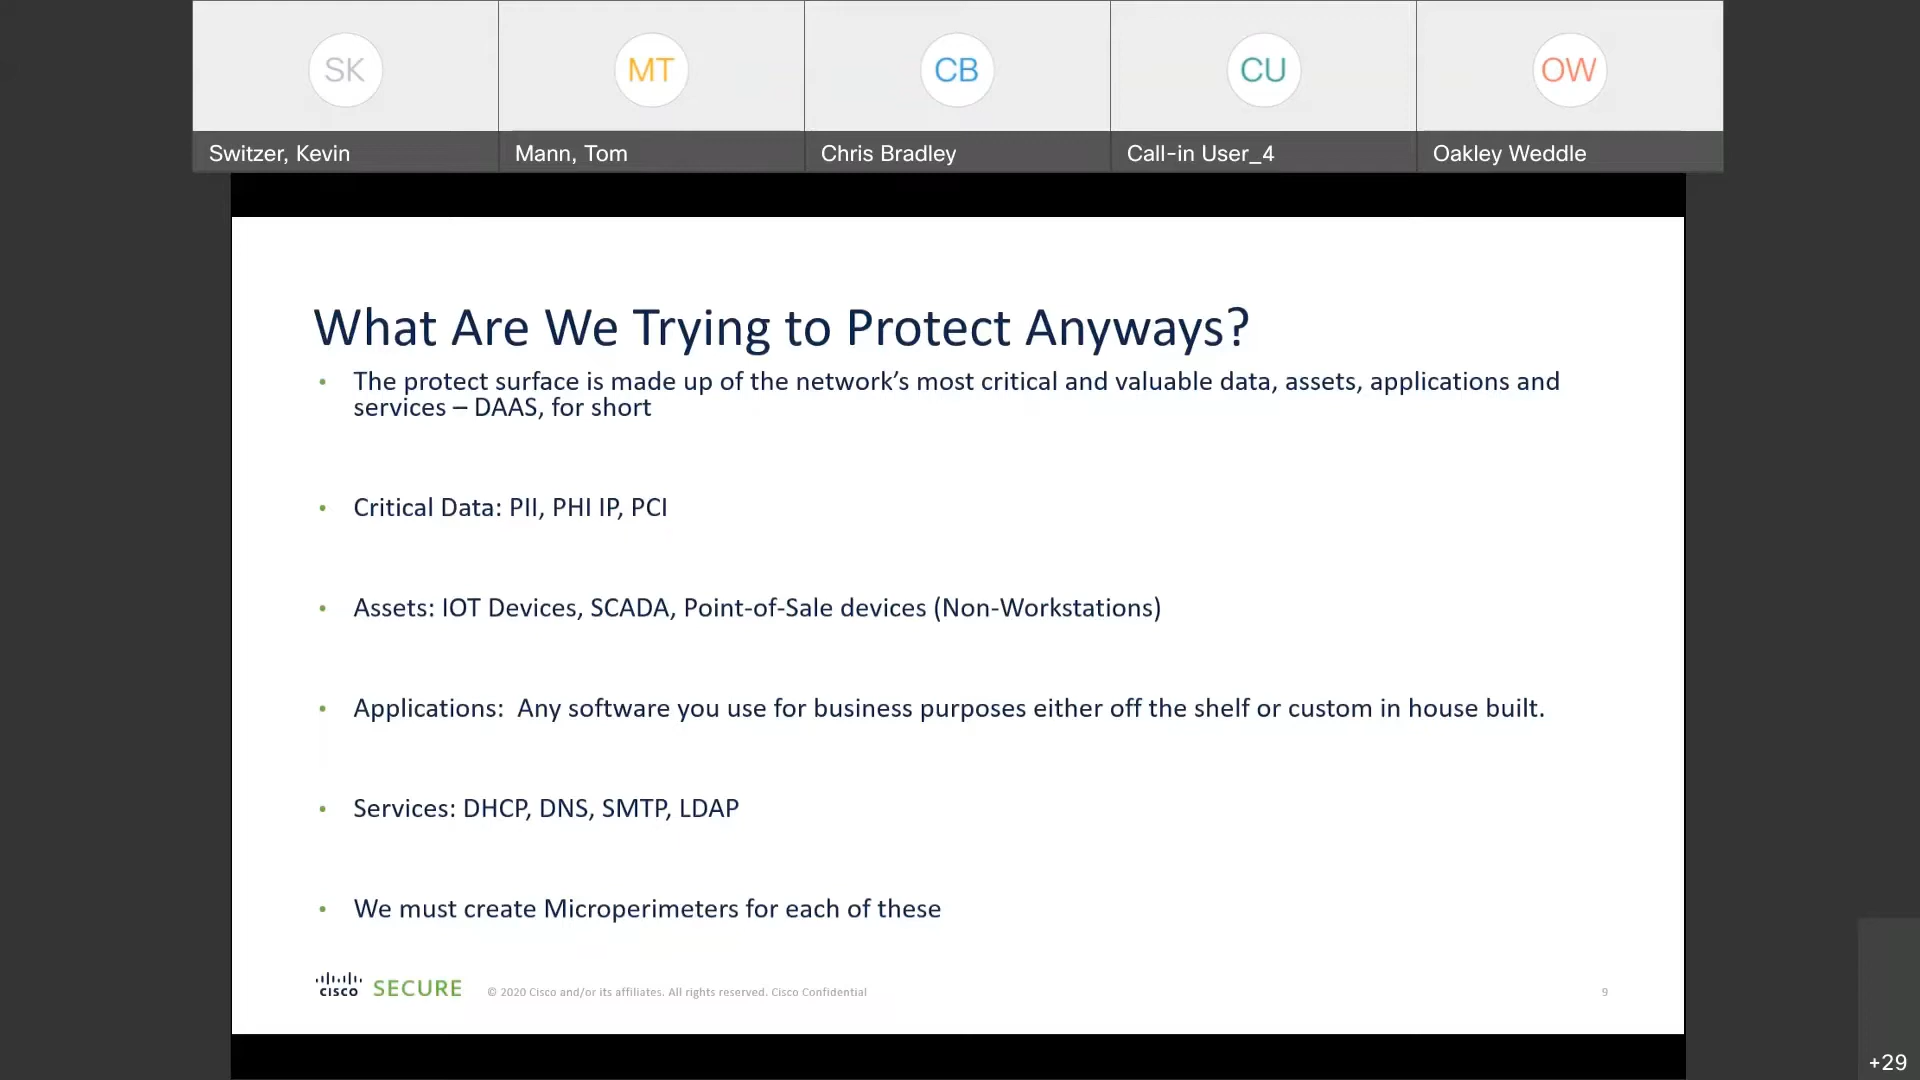 SK
MT
CB
CU
OW
Switzer, Kevin
Mann, Tom
Chris Bradley
Call-in User_4
Oakley Weddle
What Are We Trying to Protect Anyways?
• The protect surface is made up of the network’s most critical and valuable data, assets, applications and
services – DAAS, for short
• Critical Data: PII, PHI IP, PCI
• Assets: IOT Devices, SCADA, Point-of-Sale devices (Non-Workstations)
• Applications:  Any software you use for business purposes either off the shelf or custom in house built.
• Services: DHCP, DNS, SMTP, LDAP
• We must create Microperimeters for each of these
CISCO SECURE
© 2020 Cisco and/or its affiliates. All rights reserved. Cisco Confidential
9
+29